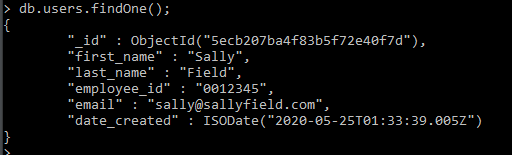 > db.users.findOne();
{
"_id" : ObjectId("5ecb207ba4f83b5f72e40f7d"),
"first_name" : "Sally",
"last_name" : "Field",
"employee_id" : "0012345",
"email" : "sally@sallyfield.com",
"date_created" : ISODate("2020-05-25T01:33:39.005Z")
}
>